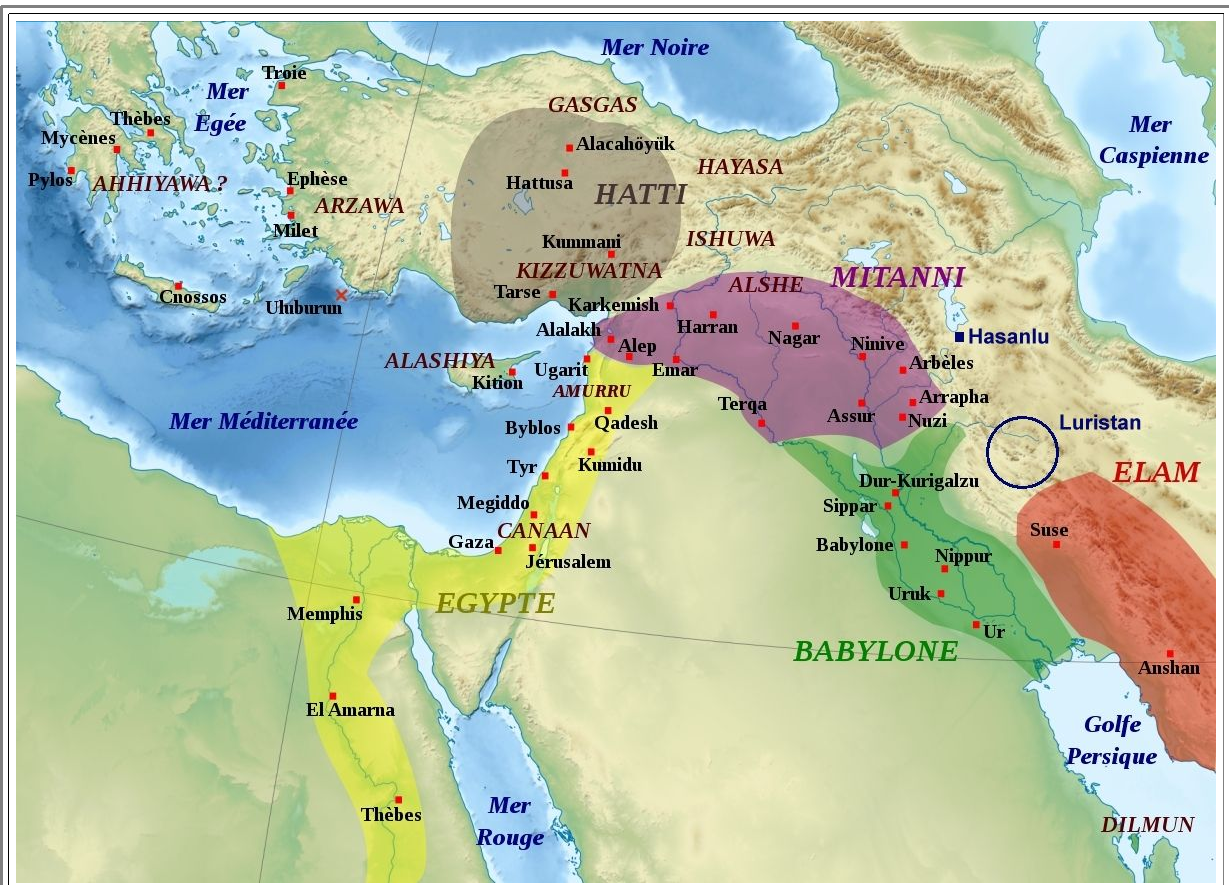 Mer Noire
Troie
Mer
Egée
GASGAS
Thèbes
Mycènes
Alacahöyük
Mer
Caspienne
Pylos
AHHIYAWA ?
Ephèse
ARZAWA
Hattusa
HATTI
HAYASA
Milet
Kummani
ISHUWA
KIZZUWATNA
MITANNI
ALSHE
Cnossos
Uluburun
Tarse
Karkemish
Harran
Nagar
Ninive
Hasanlu
Alalakh
Alep
Arbèles
ALASHIYA
Kition
Ugarit
Emar
AMURRU
Terqa
Assur
Arrapha
Nuzi
Mer Méditerranée
Byblos
Qadesh
Luristan
Tyr
Kumidu
ELAM
Dur-Kurigalzu
Megiddo
Sippar
CANAAN
Suse
Gaza
Jérusalem
Babylone
Nippur
Memphis
EGYPTE
Uruk
Ur
BABYLONE
Anshan
El Amarna
Golfe
Persique
Thèbes
Mer
Rouge
DILMUN